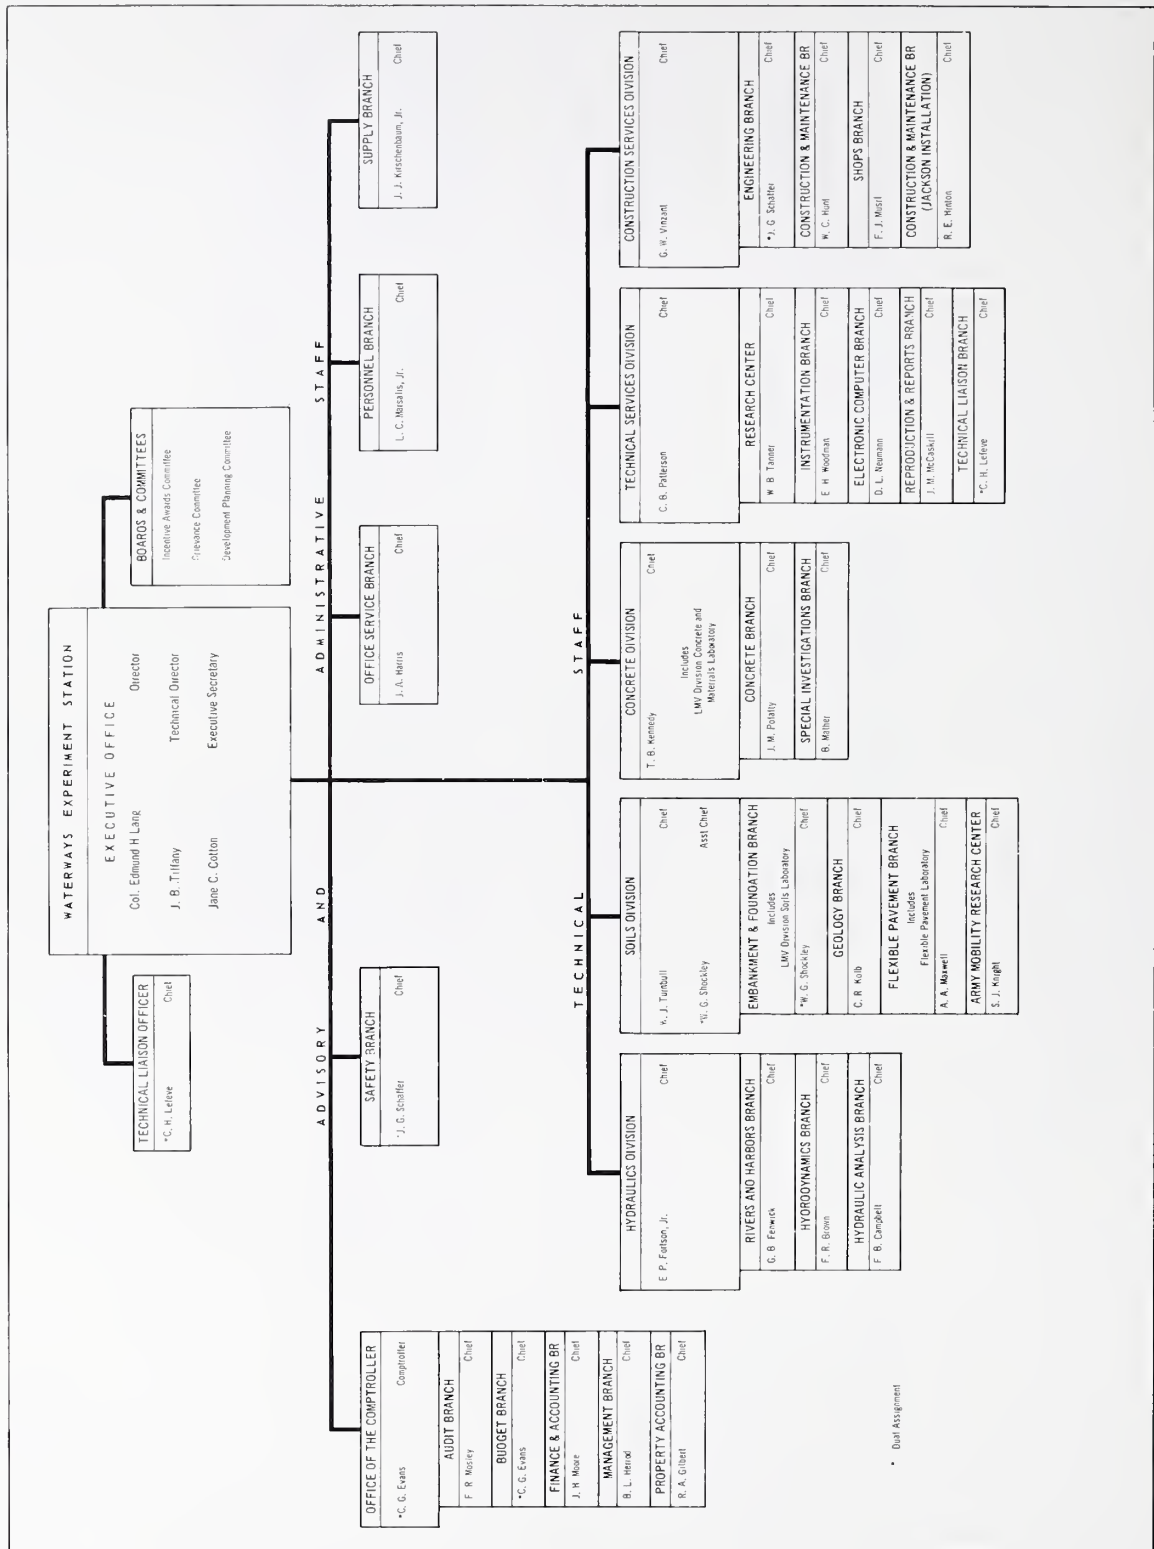 WATERWAYS EXPERIMENT STATION
EXECUTIVE OFFICE
Col. Edmund H Lang Director
J. B. Tiffany Technical Director
Jane C. Cotton Executive Secretary
TECHNICAL LIAISON OFFICER
*C. H. Lefeve Chief
BOARDS & COMMITTEES
Incentive Awards Committee
Grievance Committee
Development Planning Committee
ADVISORY AND ADMINISTRATIVE STAFF
OFFICE OF THE COMPTROLLER
*C. G. Evans Comptroller
AUDIT BRANCH
F R Mosley Chief
BUDGET BRANCH
*C. G. Evans Chief
FINANCE & ACCOUNTING BR
J. H Moore Chief
MANAGEMENT BRANCH
B. L. Herrod Chief
PROPERTY ACCOUNTING BR
R. A. Gilbert Chief
SAFETY BRANCH
*J. G. Schaffer Chief
OFFICE SERVICE BRANCH
J. A. Harris Chief
PERSONNEL BRANCH
L. C. Marsalis, Jr. Chief
SUPPLY BRANCH
J. J. Kirschenbaum, Jr. Chief
TECHNICAL STAFF
HYDRAULICS DIVISION
E P. Fortson, Jr. Chief
RIVERS AND HARBORS BRANCH
G. B Fenwick Chief
HYDRODYNAMICS BRANCH
F. R. Brown Chief
HYDRAULIC ANALYSIS BRANCH
F B. Campbell Chief
SOILS DIVISION
W. J. Turnbull Chief
*W. G. Shockley Asst Chief
EMBANKMENT & FOUNDATION BRANCH
Includes
LMV Division Soils Laboratory
*W. G. Shockley Chief
GEOLOGY BRANCH
C. R Kolb Chief
FLEXIBLE PAVEMENT BRANCH
Includes
Flexible Pavement Laboratory
A. A. Maxwell Chief
ARMY MOBILITY RESEARCH CENTER
S. J. Knight Chief
CONCRETE DIVISION
T. B. Kennedy Chief
Includes
LMV Division Concrete and
Materials Laboratory
CONCRETE BRANCH
J. M. Polatty Chief
SPECIAL INVESTIGATIONS BRANCH
B. Mather Chief
TECHNICAL SERVICES DIVISION
C. B. Patterson Chief
RESEARCH CENTER
W B Tanner Chief
INSTRUMENTATION BRANCH
E H Woodman Chief
ELECTRONIC COMPUTER BRANCH
D. L. Neumann Chief
REPRODUCTION & REPORTS BRANCH
J. M. McCaskill Chief
TECHNICAL LIAISON BRANCH
*C. H. Lefeve Chief
CONSTRUCTION SERVICES DIVISION
G. W. Vinzant Chief
ENGINEERING BRANCH
*J. G Schaffer Chief
CONSTRUCTION & MAINTENANCE BR
W. C. Hunt Chief
SHOPS BRANCH
F. J. Musil Chief
CONSTRUCTION & MAINTENANCE BR
(JACKSON INSTALLATION)
R. E. Hinton Chief
* Dual Assignment